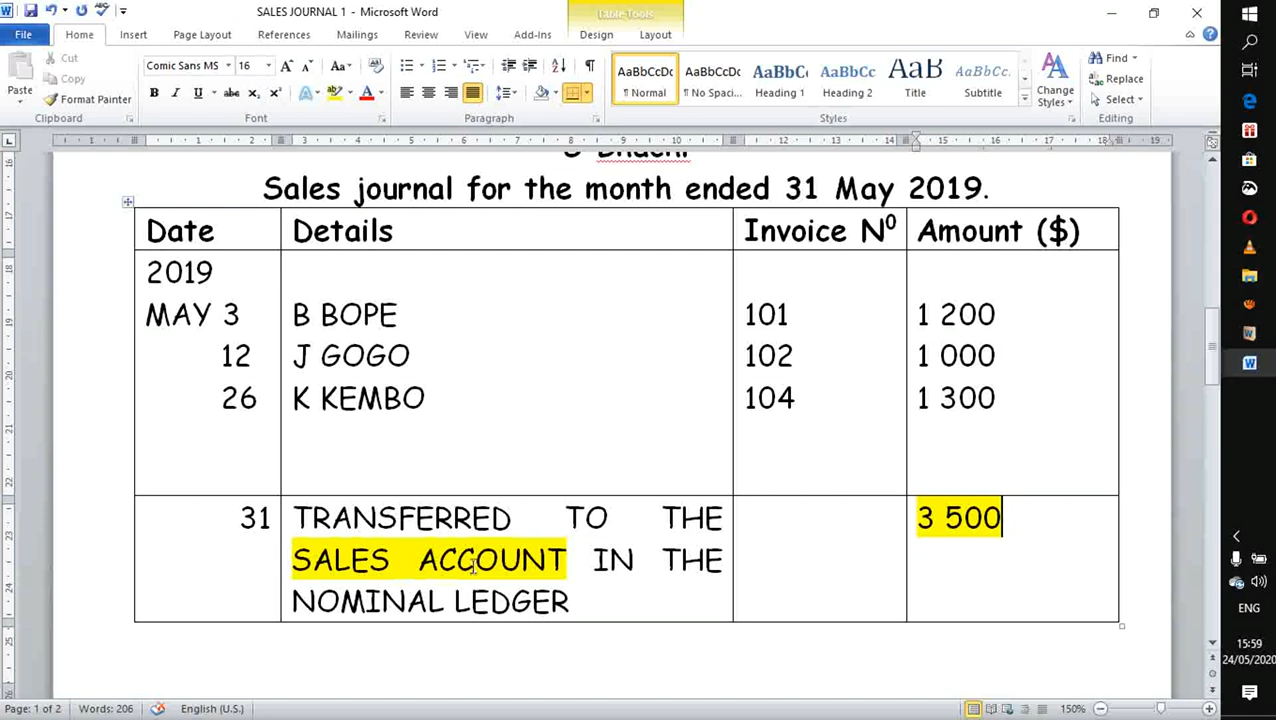 SALES JOURNAL 1 - Microsoft Word
Table Tools
File Home Insert Page Layout References Mailings Review View Add-Ins Design Layout
Paste
Cut
Copy
Format Painter
Clipboard
Comic Sans MS 16
Font
Paragraph
AaBbCcDc AaBbCcDc AaBbC AaBbCc AaB AaBbCc.
¶ Normal ¶ No Spaci... Heading 1 Heading 2 Title Subtitle
Change Styles
Styles
Find
Replace
Select
Editing
Sales journal for the month ended 31 May 2019.
Date Details Invoice N⁰ Amount ($)
2019
MAY 3 B BOPE 101 1 200
12 J GOGO 102 1 000
26 K KEMBO 104 1 300
31 TRANSFERRED TO THE 3 500
SALES ACCOUNT IN THE
NOMINAL LEDGER
Page: 1 of 2 Words: 206 English (U.S.) 150%
ENG
15:59
24/05/2020